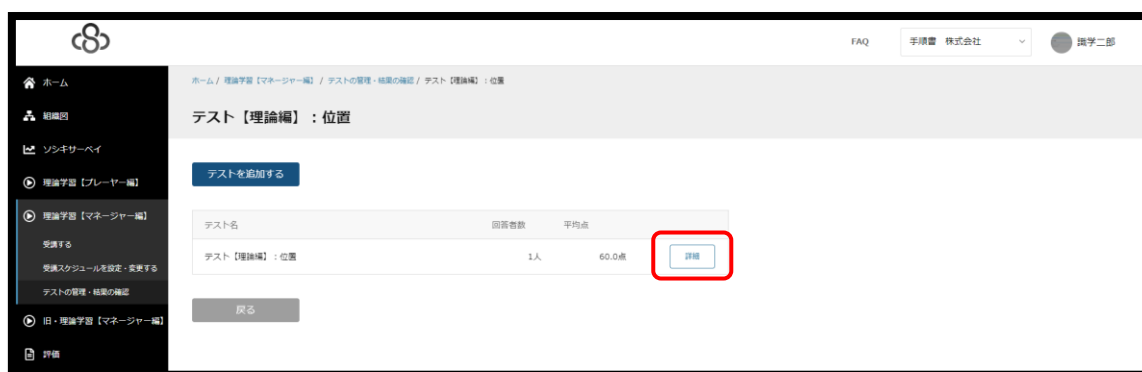 FAQ
手順書 株式会社
識学二郎
ホーム
組織図
ソシキサーベイ
理論学習【プレーヤー編】
理論学習【マネージャー編】
受講する
受講スケジュールを設定・変更する
テストの管理・結果の確認
旧・理論学習【マネージャー編】
評価
ホーム / 理論学習【マネージャー編】 / テストの管理・結果の確認 / テスト【理論編】：位置
テスト【理論編】：位置
テストを追加する
テスト名 回答者数 平均点
テスト【理論編】：位置 1人 60.0点 詳細
戻る